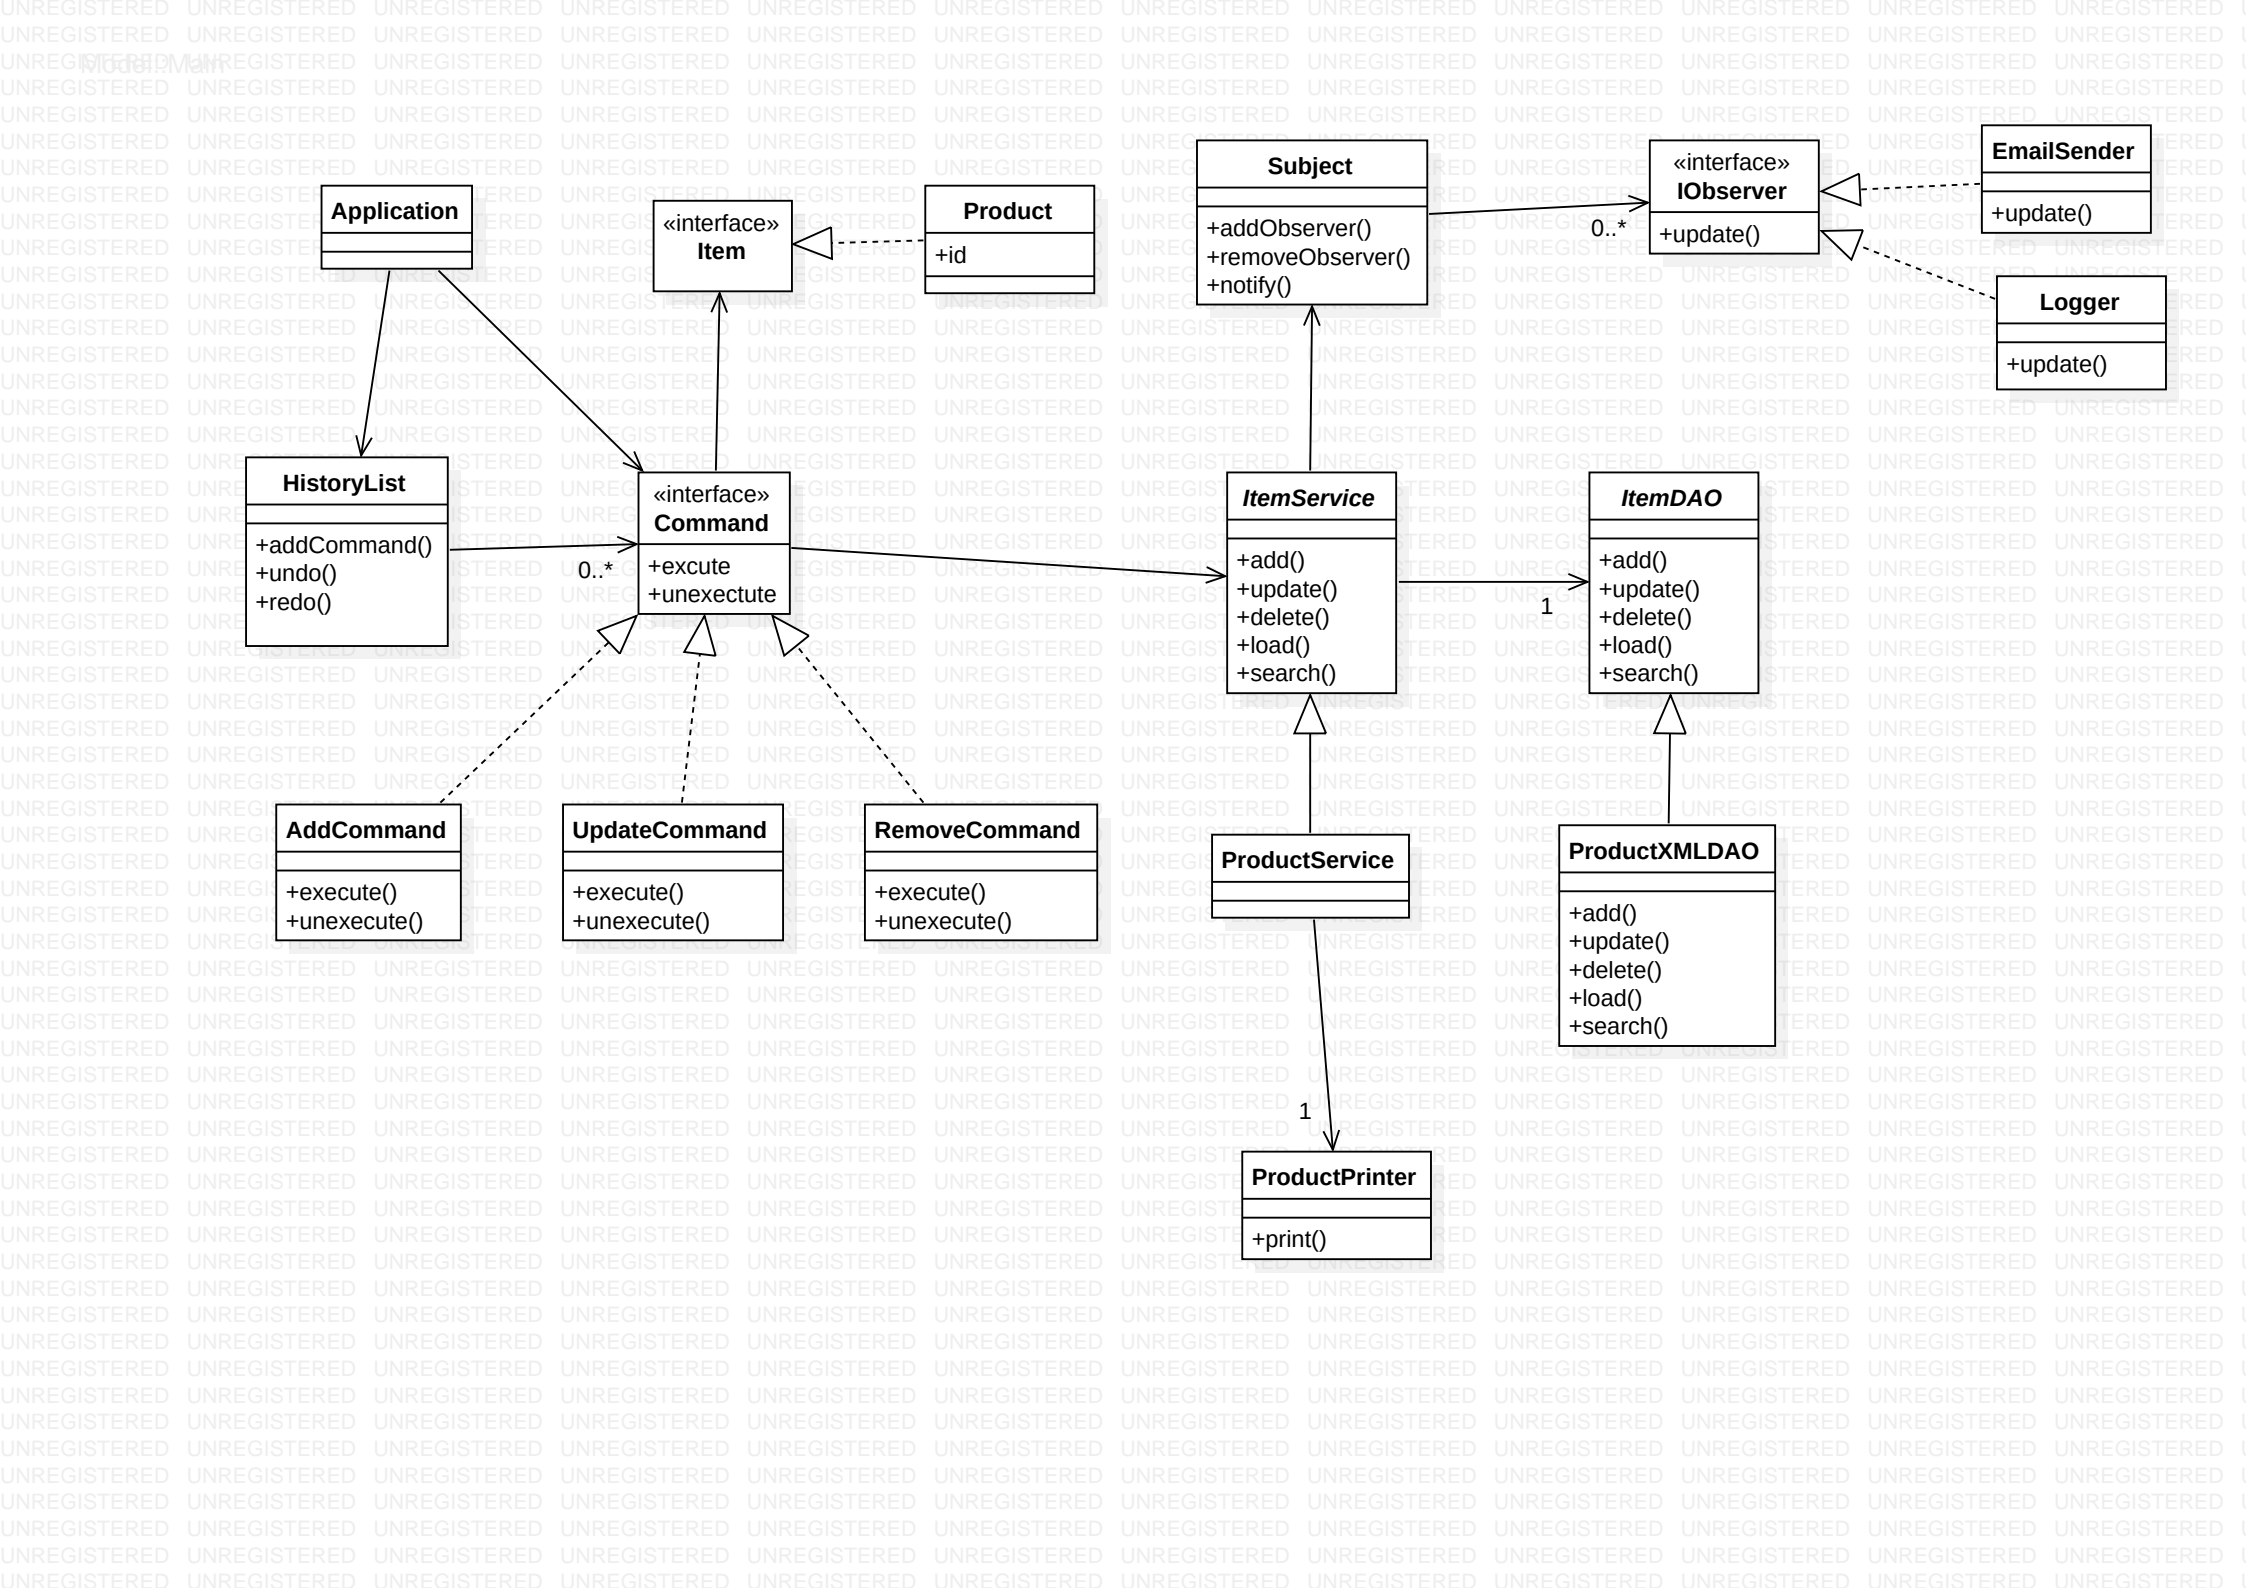 Model::Main
Application
«interface»
Item
Product
+id
Subject
+addObserver()
+removeObserver()
+notify()
0..*
«interface»
IObserver
+update()
EmailSender
+update()
Logger
+update()
HistoryList
+addCommand()
+undo()
+redo()
0..*
«interface»
Command
+excute
+unexectute
ItemService
+add()
+update()
+delete()
+load()
+search()
1
ItemDAO
+add()
+update()
+delete()
+load()
+search()
AddCommand
+execute()
+unexecute()
UpdateCommand
+execute()
+unexecute()
RemoveCommand
+execute()
+unexecute()
ProductService
ProductXMLDAO
+add()
+update()
+delete()
+load()
+search()
1
ProductPrinter
+print()
UNREGISTERED